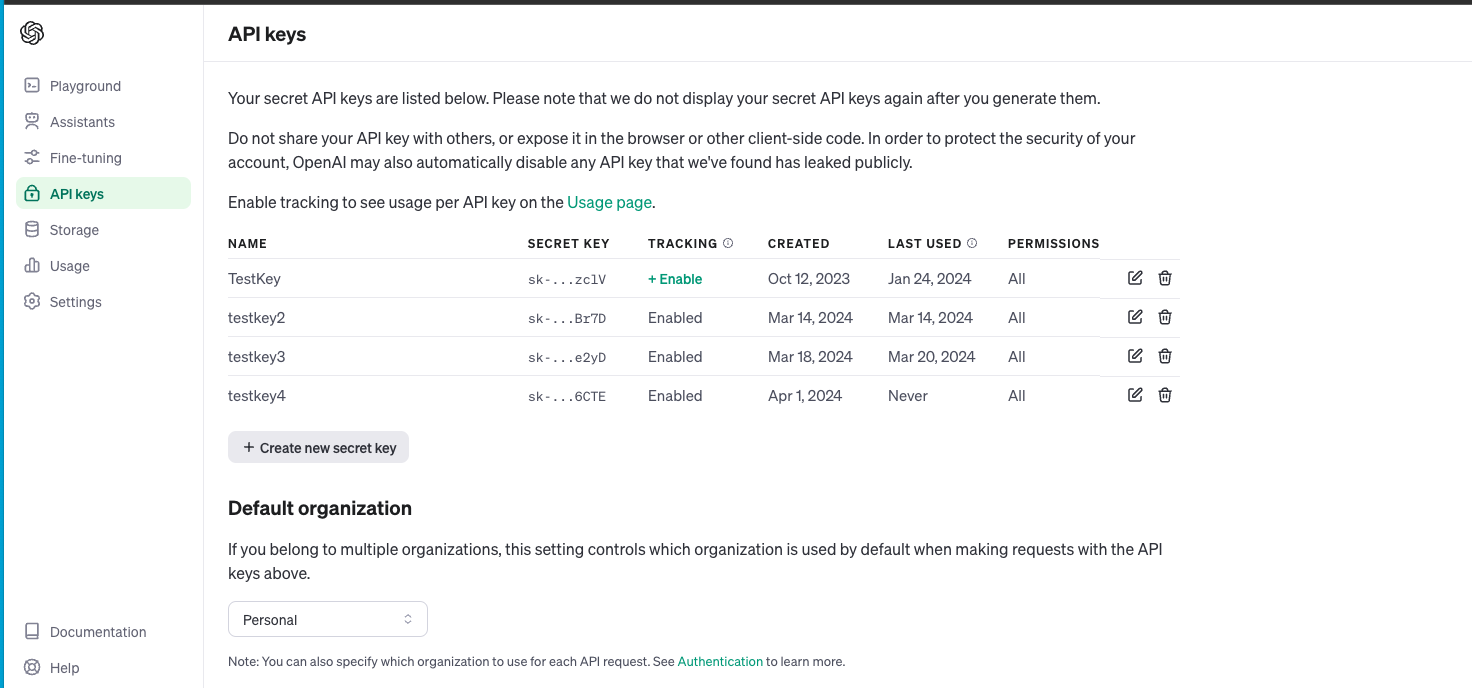 API keys
Playground
Assistants
Fine-tuning
API keys
Storage
Usage
Settings
Documentation
Help
Your secret API keys are listed below. Please note that we do not display your secret API keys again after you generate them.
Do not share your API key with others, or expose it in the browser or other client-side code. In order to protect the security of your
account, OpenAI may also automatically disable any API key that we've found has leaked publicly.
Enable tracking to see usage per API key on the Usage page.
NAME SECRET KEY TRACKING CREATED LAST USED PERMISSIONS
TestKey sk-...zclV + Enable Oct 12, 2023 Jan 24, 2024 All
testkey2 sk-...Br7D Enabled Mar 14, 2024 Mar 14, 2024 All
testkey3 sk-...e2yD Enabled Mar 18, 2024 Mar 20, 2024 All
testkey4 sk-...6CTE Enabled Apr 1, 2024 Never All
+ Create new secret key
Default organization
If you belong to multiple organizations, this setting controls which organization is used by default when making requests with the API
keys above.
Personal
Note: You can also specify which organization to use for each API request. See Authentication to learn more.